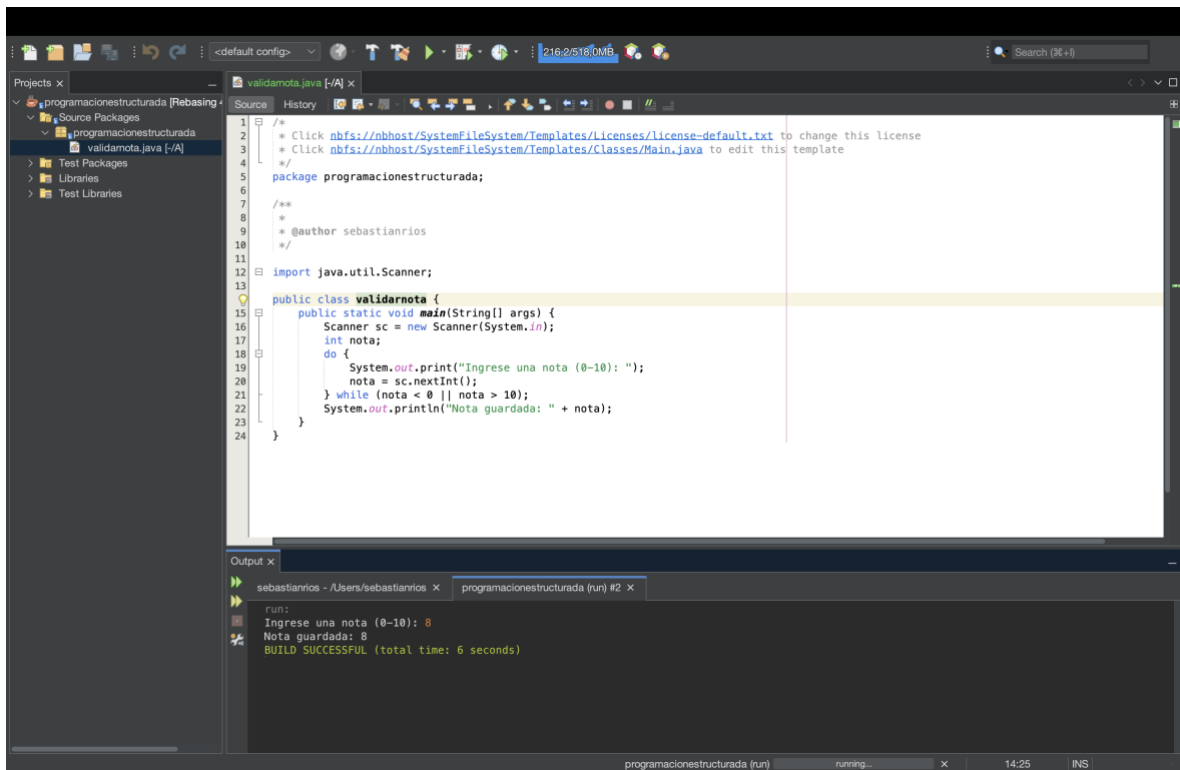 <default config>
216,2/518,0MB
Search (⌘+I)
Projects
programacionestructurada [Rebasing
Source Packages
programacionestructurada
validarnota.java [-/A]
Test Packages
Libraries
Test Libraries
validarnota.java [-/A]
Source History
1 /*
2 * Click nbfs://nbhost/SystemFileSystem/Templates/Licenses/license-default.txt to change this license
3 * Click nbfs://nbhost/SystemFileSystem/Templates/Classes/Main.java to edit this template
4 */
5 package programacionestructurada;
6
7 /**
8 *
9 * @author sebastianrios
10 */
11
12 import java.util.Scanner;
13
public class validarnota {
15 public static void main(String[] args) {
16 Scanner sc = new Scanner(System.in);
17 int nota;
18 do {
19 System.out.print("Ingrese una nota (0-10): ");
20 nota = sc.nextInt();
21 } while (nota < 0 || nota > 10);
22 System.out.println("Nota guardada: " + nota);
23 }
24 }
Output
sebastianrios - /Users/sebastianrios
programacionestructurada (run) #2
run:
Ingrese una nota (0-10): 8
Nota guardada: 8
BUILD SUCCESSFUL (total time: 6 seconds)
programacionestructurada (run) running... 14:25 INS